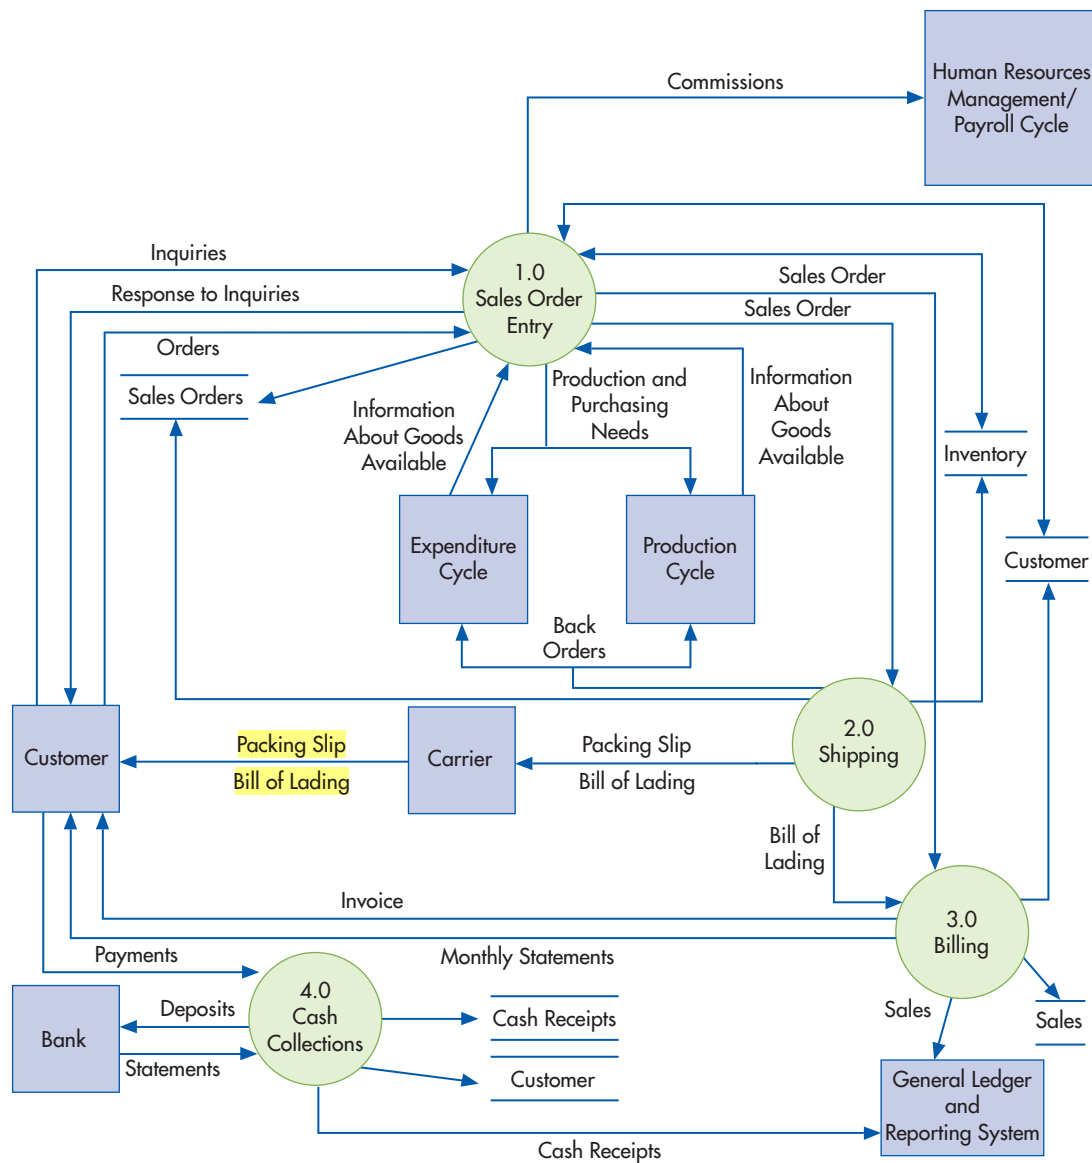 Commissions
Human Resources
Management/
Payroll Cycle
Inquiries
1.0
Sales Order
Entry
Sales Order
Response to Inquiries
Sales Order
Orders
Sales Orders
Information
About Goods
Available
Production and
Purchasing
Needs
Information
About
Goods
Available
Inventory
Expenditure
Cycle
Production
Cycle
Customer
Back
Orders
Customer
Packing Slip
Bill of Lading
Carrier
Packing Slip
Bill of Lading
2.0
Shipping
Bill of
Lading
Invoice
3.0
Billing
Payments
Monthly Statements
4.0
Cash
Collections
Deposits
Bank
Statements
Cash Receipts
Customer
Sales
Sales
General Ledger
and
Reporting System
Cash Receipts